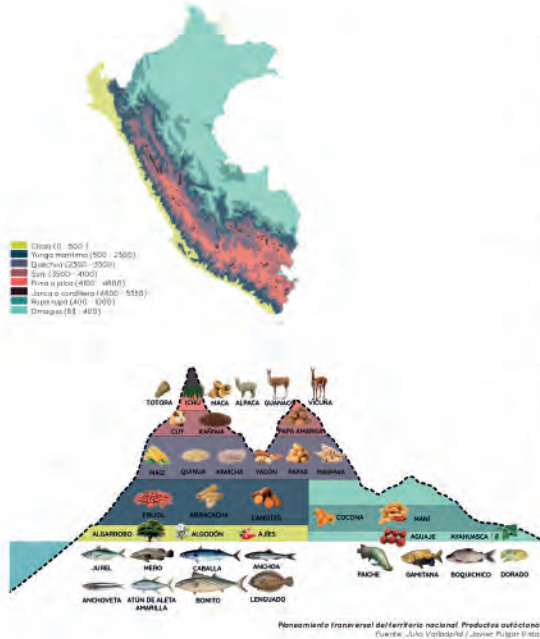 Chala (0 - 500)
Yunga marítima (500 - 2300)
Quechua (2300 - 3500)
Suni (3500 - 4100)
Puna o jalca (4100 - 4800)
Janca o cordillera (4800 -
Rupa rupa (400 - 1000)
Omagua (83 - 400)
TOTORA ICHU MACA ALPACA GUANACO VICUÑA
CUY KAÑIWA PAPA AMARGA
MAÍZ QUINUA KIWICHA YACÓN PAPAS MASHWA
FRIJOL ARRACACHA CAMOTES
COCONA MANÍ
ALGARROBO ALGODÓN AJÍES AGUAJE AYAHUASCA
JUREL MERO CABALLA ANCHOA
PAICHE GAMITANA BOQUICHICO DORADO
ANCHOVETA ATÚN DE ALETA AMARILLA BONITO LENGUADO
Planeamiento transversal del territorio nacional. Productos autóctono
Fuente: Julio Valladolid / Javier Pulgar Vidal